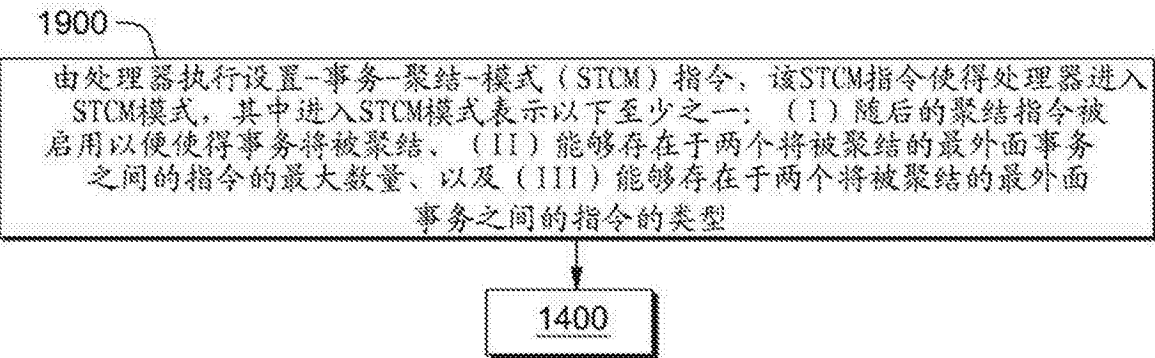 1900
由处理器执行设置-事务-聚结-模式(STCM)指令、该STCM指令使得处理器进入
STCM模式，其中进入STCM模式表示以下至少之一：(I)随后的聚结指令被
启用以便使得事务将被聚结、(II)能够存在于两个将被聚结的最外面事务
之间的指令的最大数量、以及(III)能够存在于两个将被聚结的最外面
事务之间的指令的类型
1400